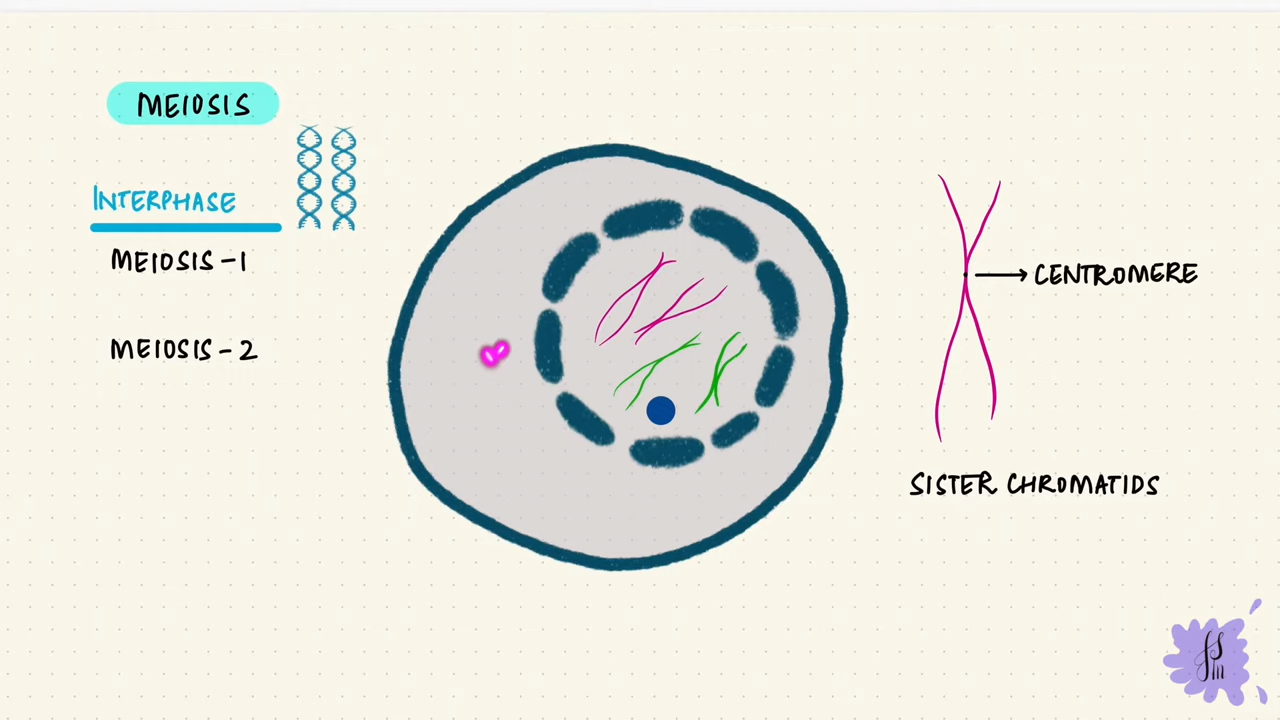 MEIOSIS
INTERPHASE
MEIOSIS-1
MEIOSIS-2
CENTROMERE
SISTER CHROMATIDS